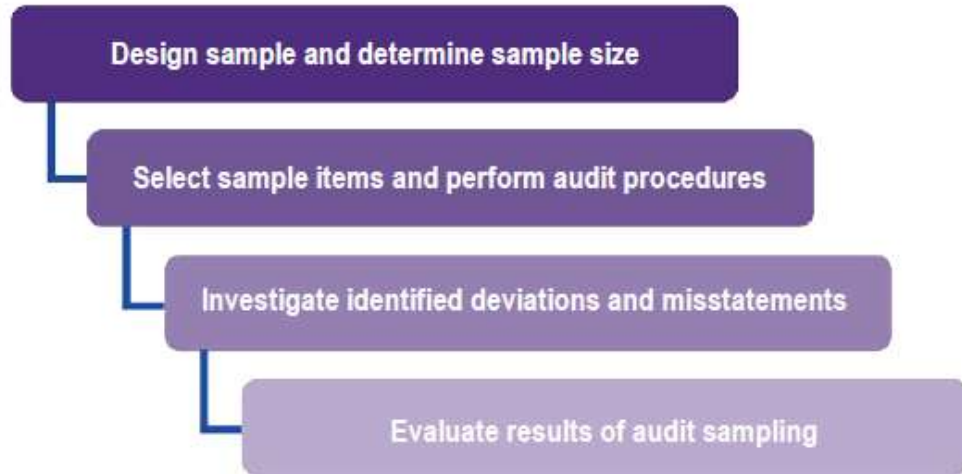 Design sample and determine sample size
Select sample items and perform audit procedures
Investigate identified deviations and misstatements
Evaluate results of audit sampling